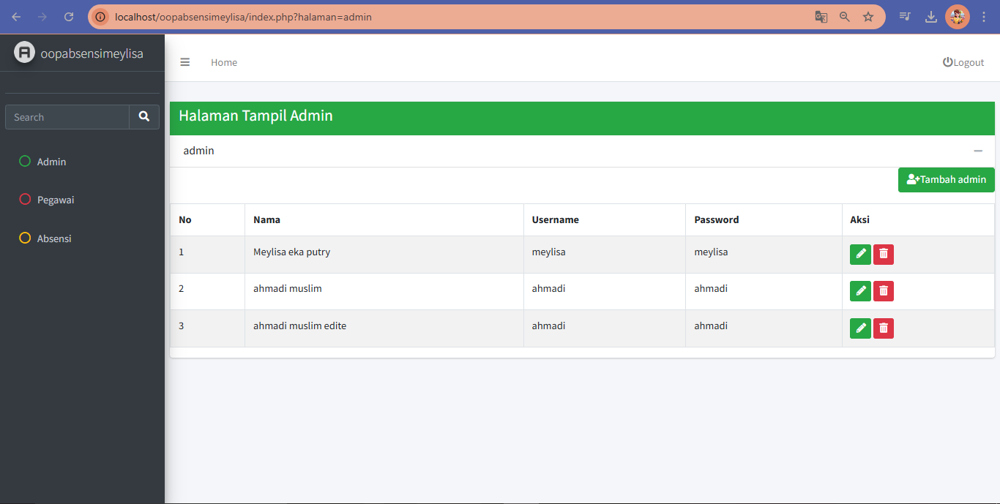 localhost/oopabsensimeylisa/index.php?halaman=admin
A oopabsensimeylisa
Home
Logout
Search
Admin
Pegawai
Absensi
Halaman Tampil Admin
admin
Tambah admin
No Nama Username Password Aksi
1 Meylisa eka putry meylisa meylisa
2 ahmadi muslim ahmadi ahmadi
3 ahmadi muslim edite ahmadi ahmadi